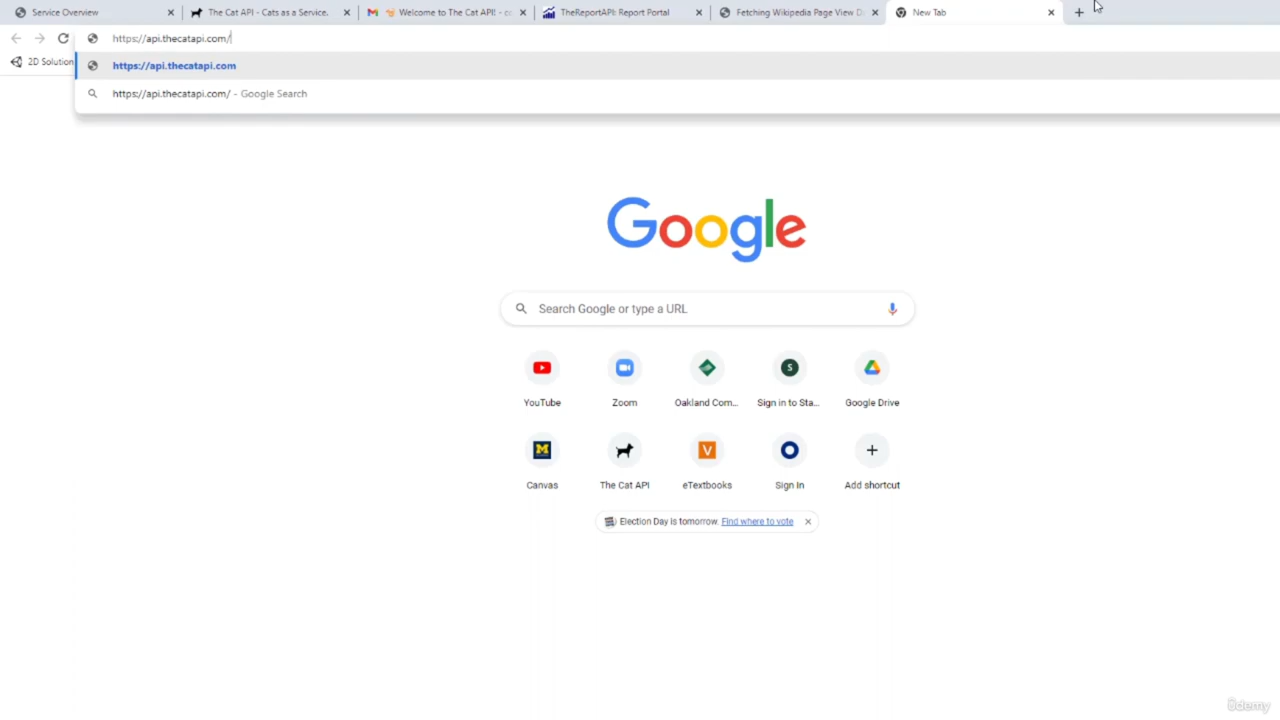 Service Overview
The Cat API - Cats as a Service.
Welcome to The Cat API! - co
TheReportAPI: Report Portal
Fetching Wikipedia Page View D
New Tab
https://api.thecatapi.com/
2D Solution
https://api.thecatapi.com
https://api.thecatapi.com/ - Google Search
Google
Search Google or type a URL
YouTube
Zoom
Oakland Com...
S
Sign in to Sta...
Google Drive
M
Canvas
The Cat API
V
eTextbooks
Sign In
Add shortcut
Election Day is tomorrow. Find where to vote
ûdemy